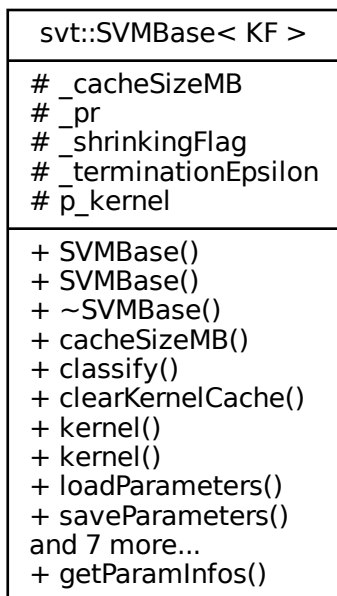 svt::SVMBase< KF >
# _cacheSizeMB
# _pr
# _shrinkingFlag
# _terminationEpsilon
# p_kernel
+ SVMBase()
+ SVMBase()
+ ~SVMBase()
+ cacheSizeMB()
+ classify()
+ clearKernelCache()
+ kernel()
+ kernel()
+ loadParameters()
+ saveParameters()
and 7 more...
+ getParamInfos()